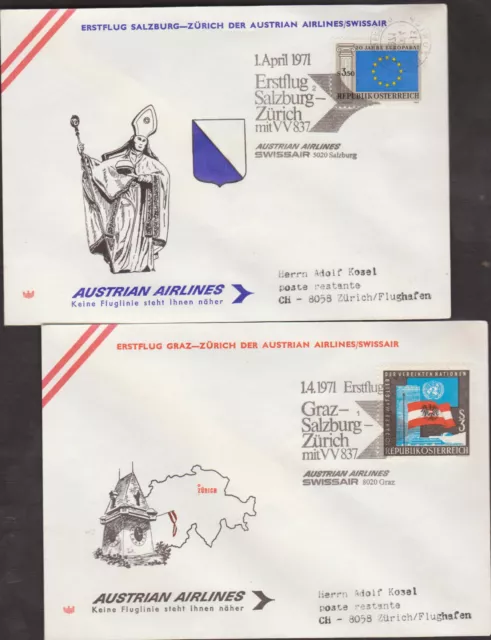 ERSTFLUG SALZBURG—ZÜRICH DER AUSTRIAN AIRLINES/SWISSAIR
1. April 1971
Erstflug 2
Salzburg–
Zürich
mit VV 837
AUSTRIAN AIRLINES
SWISSAIR 5020 Salzburg
20 JAHRE EUROPARAT
S 3,50
REPUBLIK ÖSTERREICH
Herrn Adolf Kosel
poste restante
CH - 8058 Zürich/Flughafen
AUSTRIAN AIRLINES
Keine Fluglinie steht Ihnen näher
ERSTFLUG GRAZ—ZÜRICH DER AUSTRIAN AIRLINES/SWISSAIR
1.4.1971 Erstflug
Graz– 1
Salzburg–
Zürich
mit VV 837
AUSTRIAN AIRLINES
SWISSAIR 8020 Graz
DER VEREINTEN NATIONEN
S 3
REPUBLIK ÖSTERREICH
ZÜRICH
Herrn Adolf Kosel
poste restante
CH - 8058 Zürich/Flughafen
AUSTRIAN AIRLINES
Keine Fluglinie steht Ihnen näher